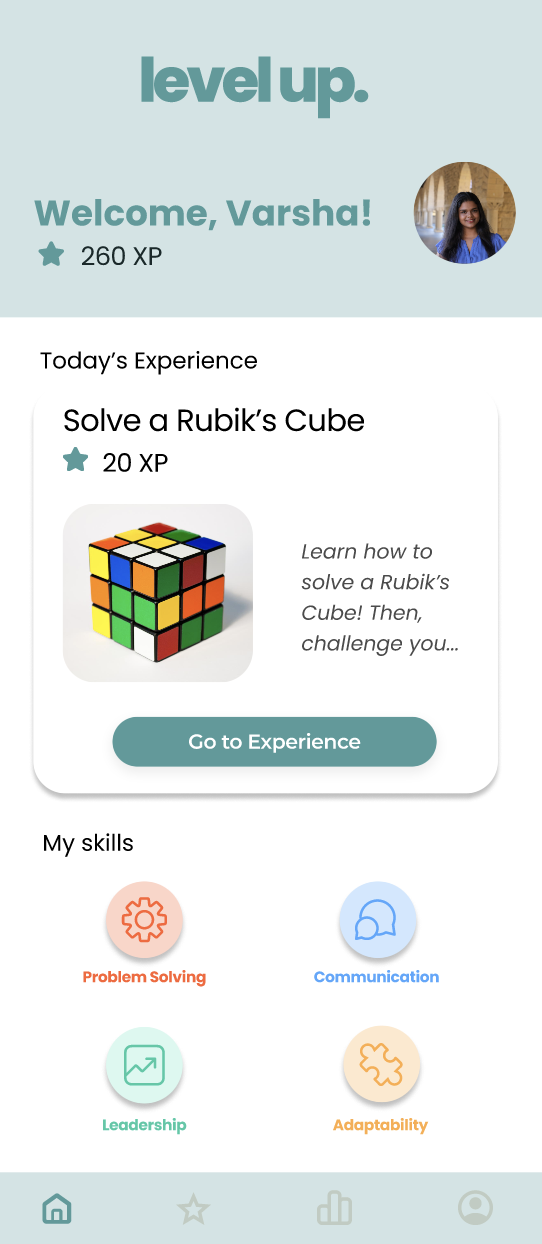 level up.
Welcome, Varsha!
260 XP
Today’s Experience
Solve a Rubik’s Cube
20 XP
Learn how to
solve a Rubik’s
Cube! Then,
challenge you...
Go to Experience
My skills
Problem Solving
Communication
Leadership
Adaptability